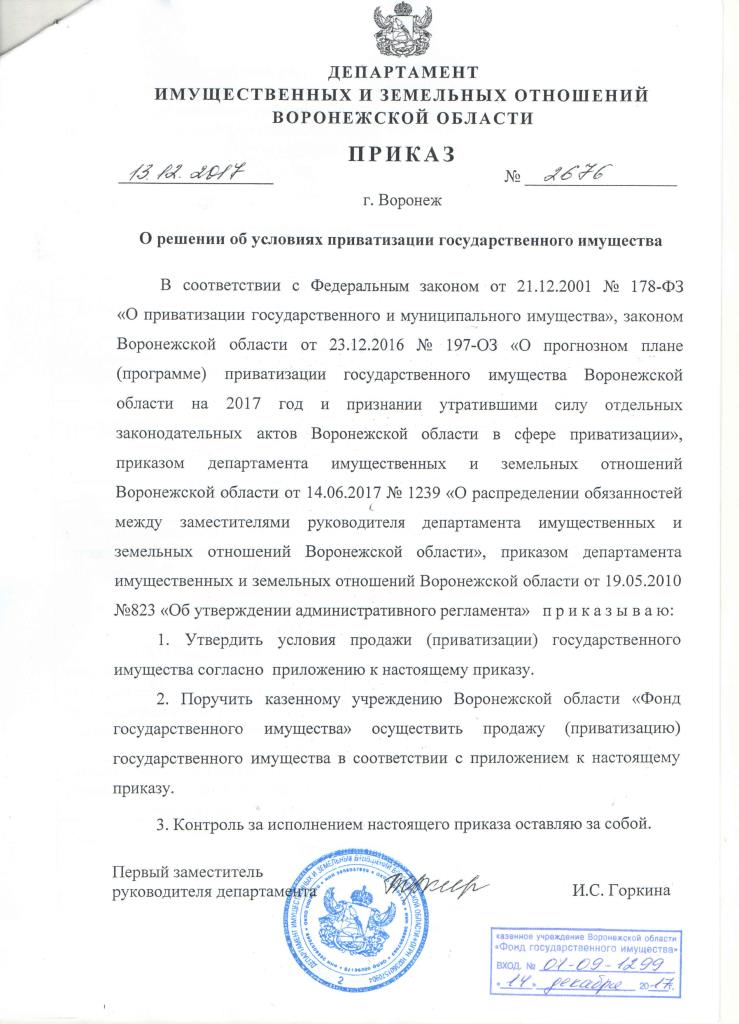 ДЕПАРТАМЕНТ
ИМУЩЕСТВЕННЫХ И ЗЕМЕЛЬНЫХ ОТНОШЕНИЙ
ВОРОНЕЖСКОЙ ОБЛАСТИ
ПРИКАЗ
13.12.2017 № 2676
г. Воронеж
О решении об условиях приватизации государственного имущества
В соответствии с Федеральным законом от 21.12.2001 № 178-ФЗ
«О приватизации государственного и муниципального имущества», законом
Воронежской области от 23.12.2016 № 197-ОЗ «О прогнозном плане
(программе) приватизации государственного имущества Воронежской
области на 2017 год и признании утратившими силу отдельных
законодательных актов Воронежской области в сфере приватизации»,
приказом департамента имущественных и земельных отношений
Воронежской области от 14.06.2017 № 1239 «О распределении обязанностей
между заместителями руководителя департамента имущественных и
земельных отношений Воронежской области», приказом департамента
имущественных и земельных отношений Воронежской области от 19.05.2010
№823 «Об утверждении административного регламента» п р и к а з ы в а ю:
1. Утвердить условия продажи (приватизации) государственного
имущества согласно приложению к настоящему приказу.
2. Поручить казенному учреждению Воронежской области «Фонд
государственного имущества» осуществить продажу (приватизацию)
государственного имущества в соответствии с приложением к настоящему
приказу.
3. Контроль за исполнением настоящего приказа оставляю за собой.
Первый заместитель
руководителя департамента И.С. Горкина
2
казенное учреждение Воронежской области
«Фонд государственного имущества»
ВХОД. № 01-09-1299
«14» декабря 2017.